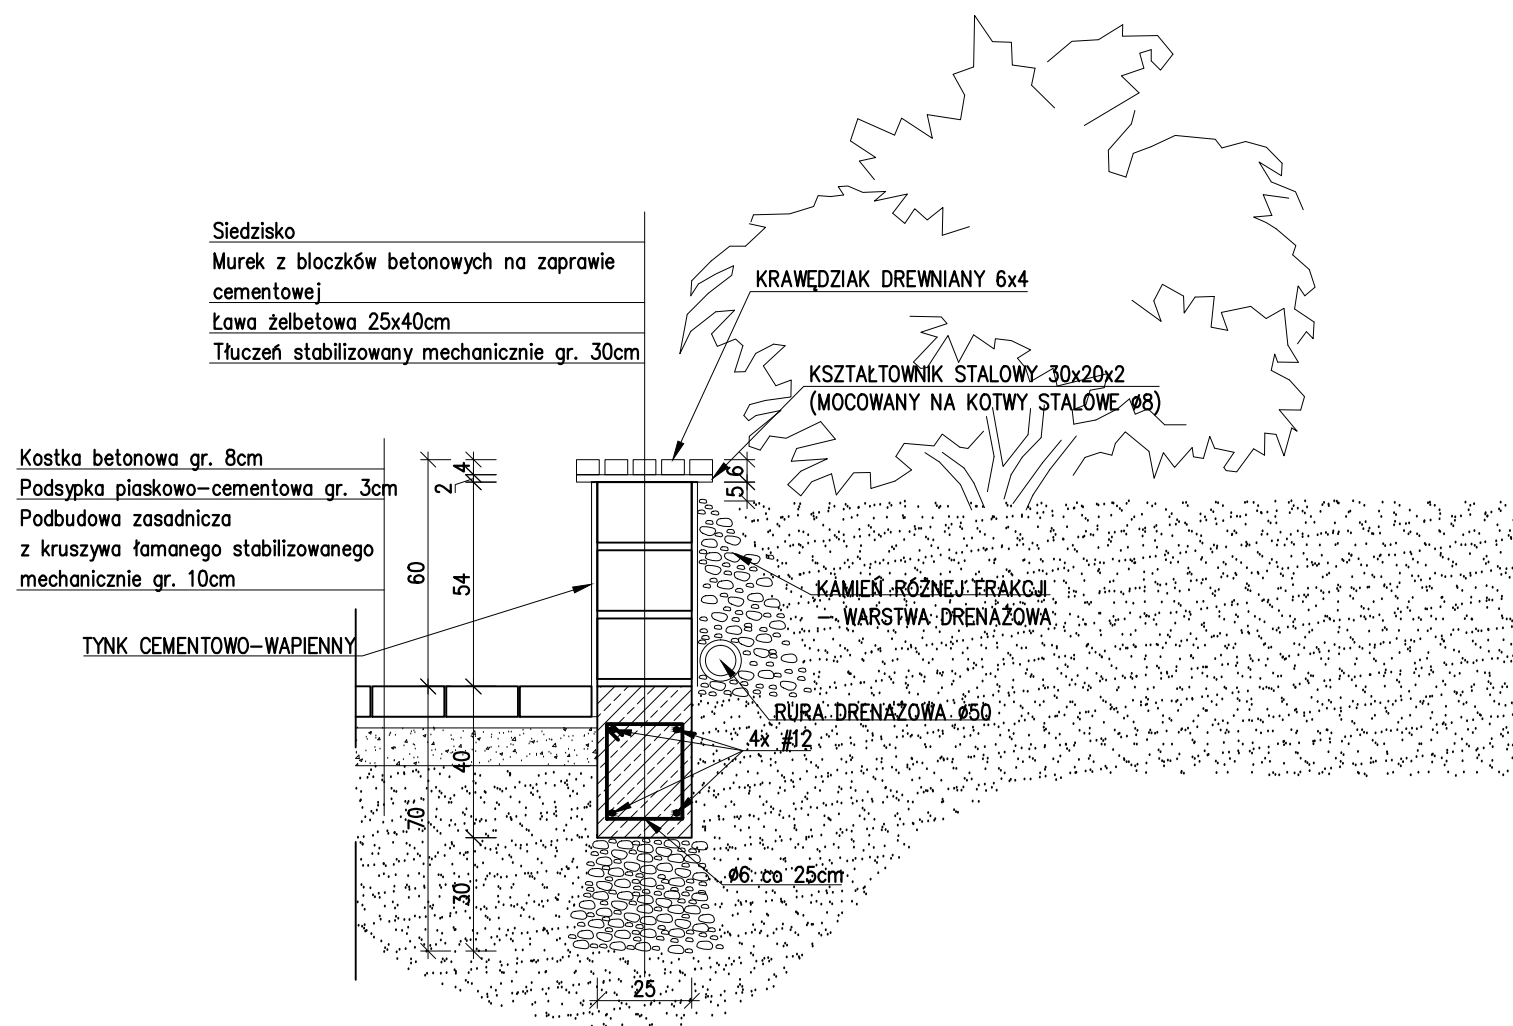 Siedzisko
Murek z bloczków betonowych na zaprawie
cementowej
Ława żelbetowa 25x40cm
Tłuczeń stabilizowany mechanicznie gr. 30cm
KRAWĘDZIAK DREWNIANY 6x4
KSZTAŁTOWNIK STALOWY 30x20x2
(MOCOWANY NA KOTWY STALOWE ø8)
Kostka betonowa gr. 8cm
Podsypka piaskowo-cementowa gr. 3cm
Podbudowa zasadnicza
z kruszywa łamanego stabilizowanego
mechanicznie gr. 10cm
4
2
6
5
60
54
TYNK CEMENTOWO-WAPIENNY
KAMIEŃ RÓŻNEJ FRAKCJI
- WARSTWA DRENAŻOWA
RURA DRENAŻOWA ø50
4x #12
40
70
30
ø6 co 25cm
25